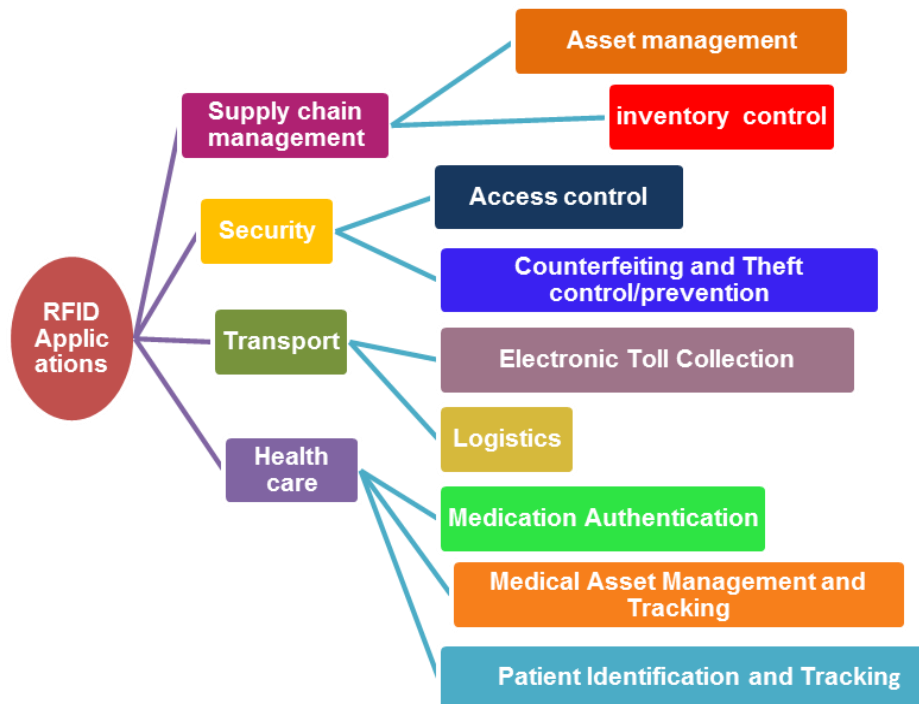 RFID
Applic
ations
Supply chain
management
Asset management
inventory  control
Security
Access control
Counterfeiting and Theft
control/prevention
Transport
Electronic Toll Collection
Logistics
Health
care
Medication Authentication
Medical Asset Management and
Tracking
Patient Identification and Tracking